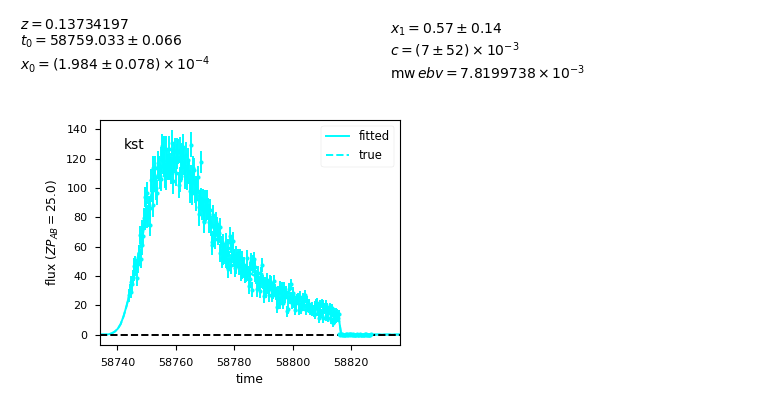 z = 0.13734197
t₀ = 58759.033 ± 0.066
x₀ = (1.984 ± 0.078) × 10⁻⁴
x₁ = 0.57 ± 0.14
c = (7 ± 52) × 10⁻³
mw ebv = 7.8199738 × 10⁻³
kst
fitted
true
140
120
100
80
60
40
20
0
flux (ZP_AB = 25.0)
58740 58760 58780 58800 58820
time